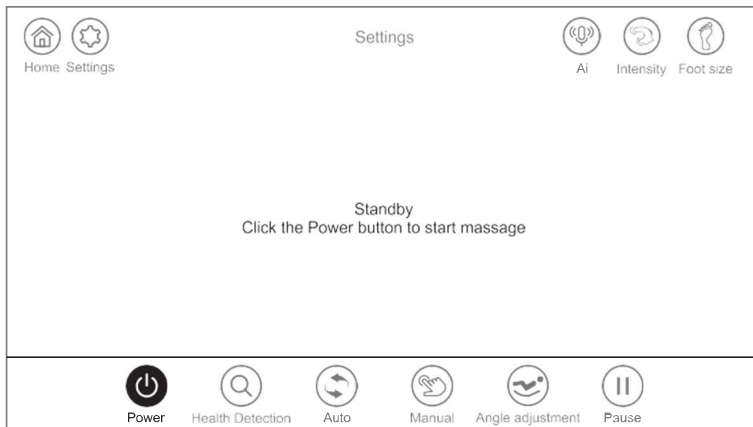 Settings
Home Settings
Ai Intensity Foot size
Standby
Click the Power button to start massage
Power Health Detection Auto Manual Angle adjustment Pause